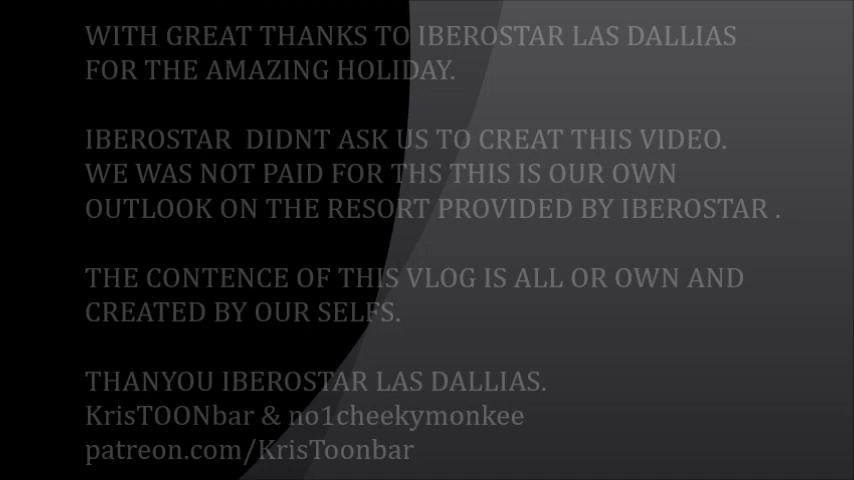 WITH GREAT THANKS TO IBEROSTAR LAS DALLIAS
FOR THE AMAZING HOLIDAY.
IBEROSTAR DIDNT ASK US TO CREAT THIS VIDEO.
WE WAS NOT PAID FOR THS THIS IS OUR OWN
OUTLOOK ON THE RESORT PROVIDED BY IBEROSTAR .
THE CONTENCE OF THIS VLOG IS ALL OR OWN AND
CREATED BY OUR SELFS.
THANYOU IBEROSTAR LAS DALLIAS.
KrisTOONbar & no1cheekymonkee
patreon.com/KrisToonbar